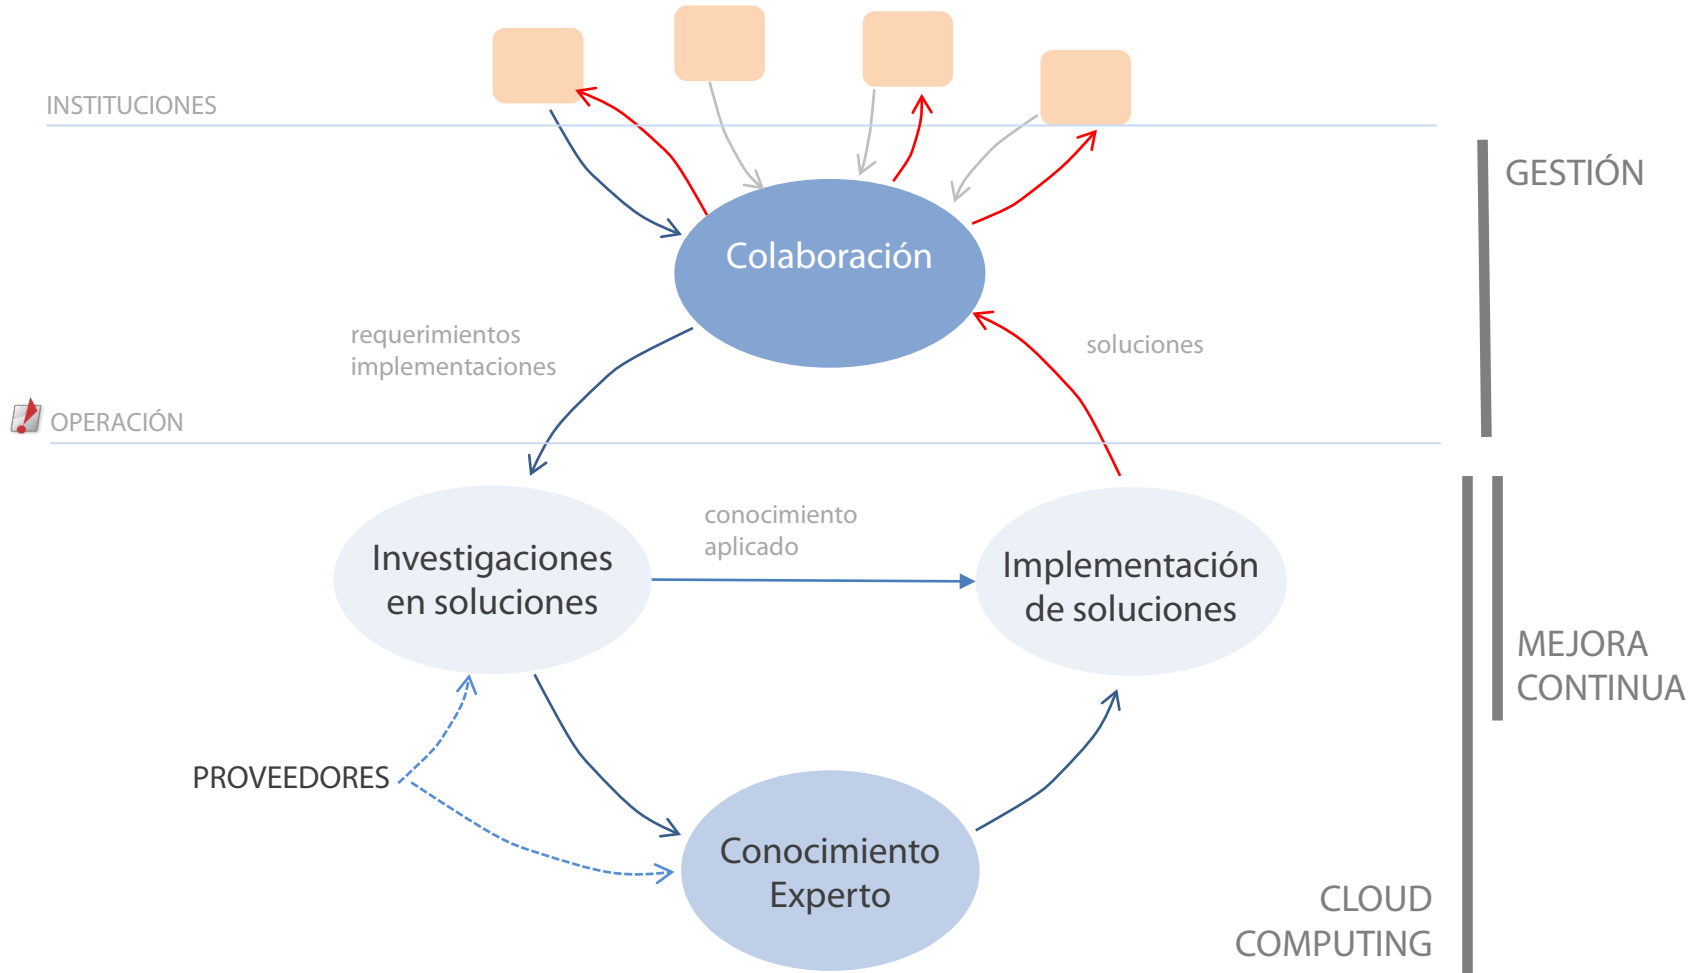 INSTITUCIONES
GESTIÓN
Colaboración
requerimientos
implementaciones
soluciones
OPERACIÓN
conocimiento
aplicado
Investigaciones
en soluciones
Implementación
de soluciones
MEJORA
CONTINUA
PROVEEDORES
Conocimiento
Experto
CLOUD
COMPUTING